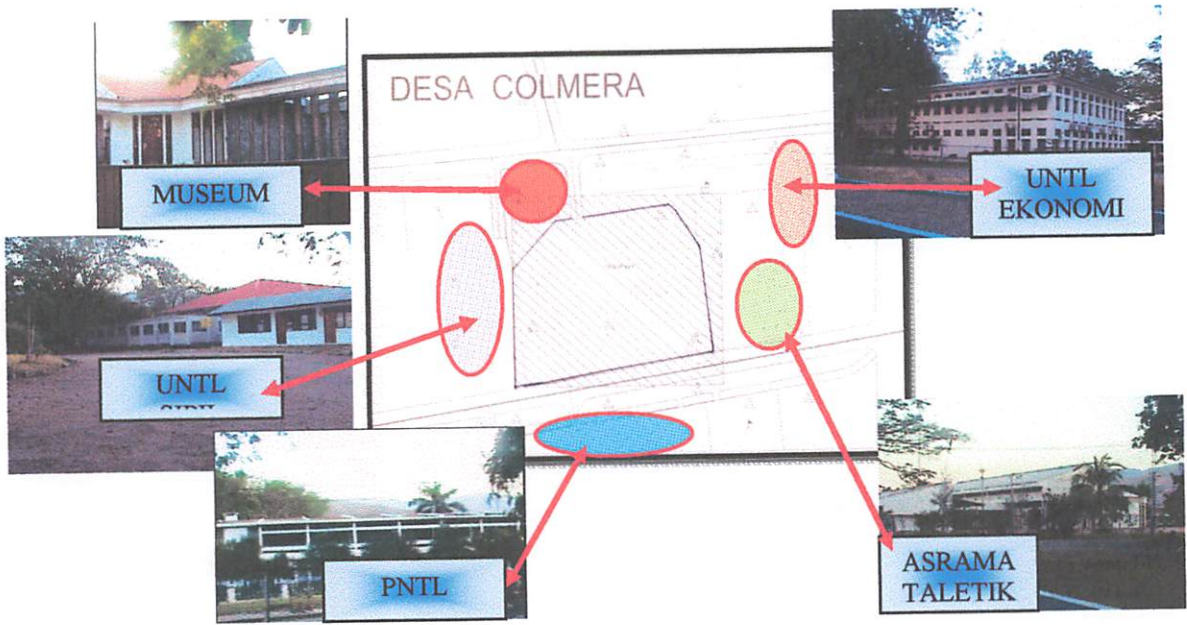 DESA COLMERA
MUSEUM
UNTL
EKONOMI
UNTL
PNTL
ASRAMA
TALETIK